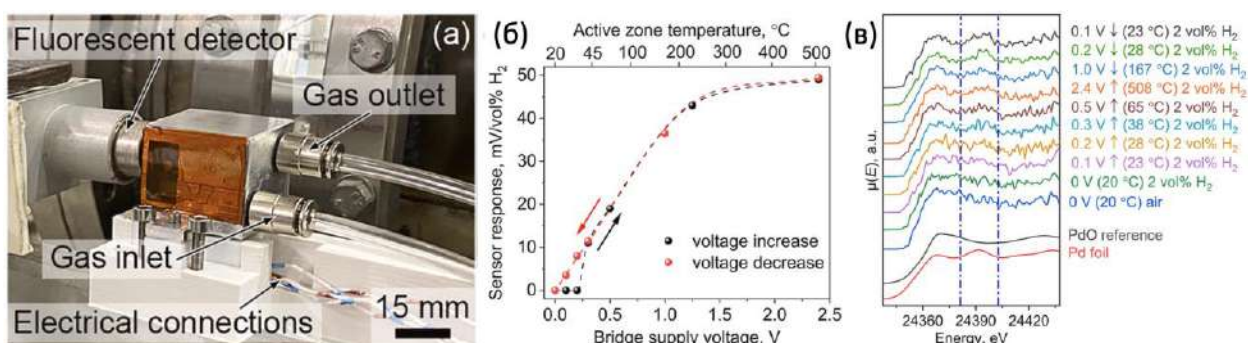 (a)
Fluorescent detector
Gas outlet
Gas inlet
Electrical connections
15 mm
(б)
Active zone temperature, °C
20 45 100 200 300 400 500
Sensor response, mV/vol% H₂
50
40
30
20
10
0
voltage increase
voltage decrease
0.0 0.5 1.0 1.5 2.0 2.5
Bridge supply voltage, V
(в)
μ(E), a.u.
0.1 V ↓ (23 °C) 2 vol% H₂
0.2 V ↓ (28 °C) 2 vol% H₂
1.0 V ↓ (167 °C) 2 vol% H₂
2.4 V ↑ (508 °C) 2 vol% H₂
0.5 V ↑ (65 °C) 2 vol% H₂
0.3 V ↑ (38 °C) 2 vol% H₂
0.2 V ↑ (28 °C) 2 vol% H₂
0.1 V ↑ (23 °C) 2 vol% H₂
0 V (20 °C) 2 vol% H₂
0 V (20 °C) air
PdO reference
Pd foil
24360 24390 24420
Energy, eV